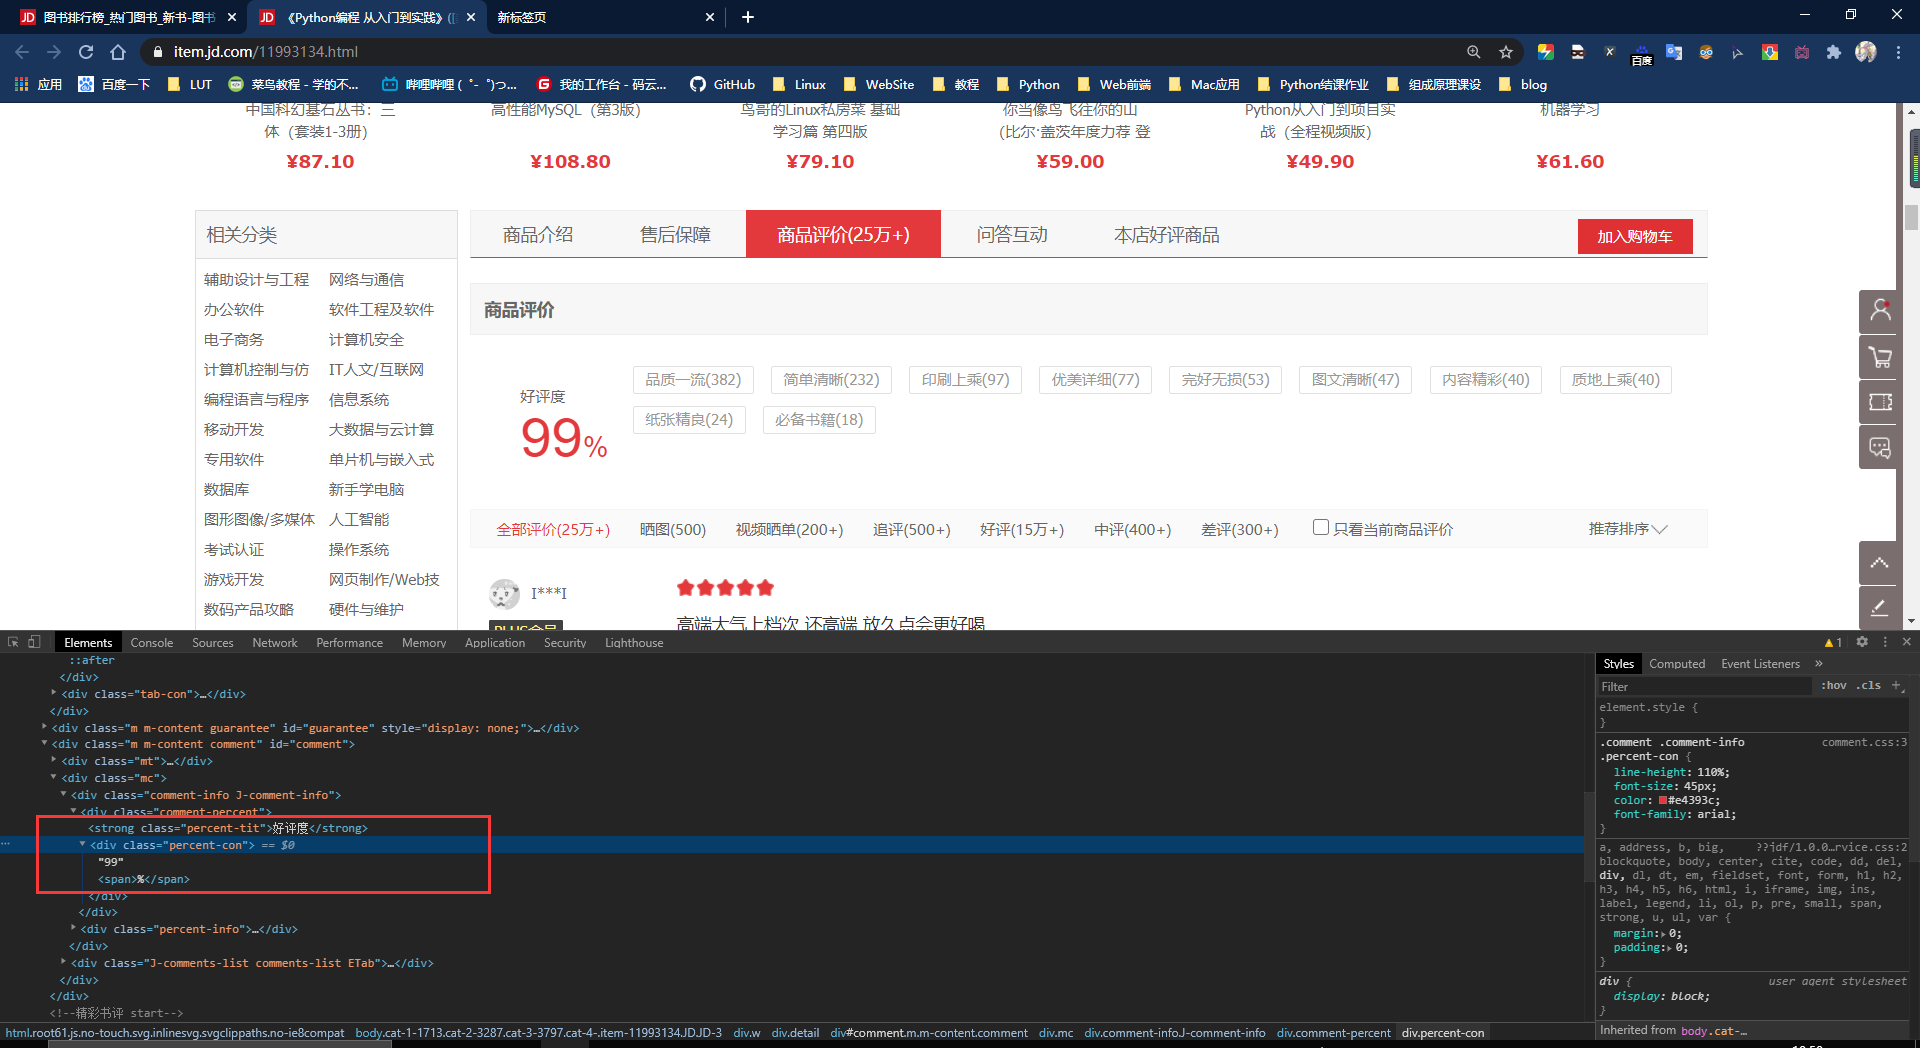 图书排行榜_热门图书_新书-图书
《Python编程 从入门到实践》(
新标签页
item.jd.com/11993134.html
百度
应用
百度一下
LUT
菜鸟教程 - 学的不...
哔哩哔哩 ( ゜- ゜)つ...
我的工作台 - 码云...
GitHub
Linux
WebSite
教程
Python
Web前端
Mac应用
Python结课作业
组成原理课设
blog
中国科幻基石丛书：三
体（套装1-3册）
¥87.10
高性能MySQL（第3版）
¥108.80
鸟哥的Linux私房菜 基础
学习篇 第四版
¥79.10
你当像鸟飞往你的山
（比尔·盖茨年度力荐 登
¥59.00
Python从入门到项目实
战（全程视频版）
¥49.90
机器学习
¥61.60
相关分类
辅助设计与工程 网络与通信
办公软件 软件工程及软件
电子商务 计算机安全
计算机控制与仿 IT人文/互联网
编程语言与程序 信息系统
移动开发 大数据与云计算
专用软件 单片机与嵌入式
数据库 新手学电脑
图形图像/多媒体 人工智能
考试认证 操作系统
游戏开发 网页制作/Web技
数码产品攻略 硬件与维护
商品介绍 售后保障 商品评价(25万+) 问答互动 本店好评商品 加入购物车
商品评价
好评度
99%
品质一流(382) 简单清晰(232) 印刷上乘(97) 优美详细(77) 完好无损(53) 图文清晰(47) 内容精彩(40) 质地上乘(40)
纸张精良(24) 必备书籍(18)
全部评价(25万+) 晒图(500) 视频晒单(200+) 追评(500+) 好评(15万+) 中评(400+) 差评(300+) 只看当前商品评价 推荐排序
I***I
PLUS会员
高端大气上档次 还高端 放久点会更好喝
Elements Console Sources Network Performance Memory Application Security Lighthouse 1
::after
</div>
<div class="tab-con">…</div>
</div>
<div class="m m-content guarantee" id="guarantee" style="display: none;">…</div>
<div class="m m-content comment" id="comment">
<div class="mt">…</div>
<div class="mc">
<div class="comment-info J-comment-info">
<div class="comment-percent">
<strong class="percent-tit">好评度</strong>
<div class="percent-con"> == $0
"99"
<span>%</span>
</div>
</div>
<div class="percent-info">…</div>
</div>
<div class="J-comments-list comments-list ETab">…</div>
</div>
</div>
<!--精彩书评 start-->
html.root61.js.no-touch.svg.inlinesvg.svgclippaths.no-ie8compat body.cat-1-1713.cat-2-3287.cat-3-3797.cat-4-.item-11993134.JD.JD-3 div.w div.detail div#comment.m.m-content.comment div.mc div.comment-infoJ-comment-info div.comment-percent div.percent-con
Styles Computed Event Listeners »
Filter :hov .cls +
element.style {
}
.comment .comment-info comment.css:3
.percent-con {
line-height: 110%;
font-size: 45px;
color: #e4393c;
font-family: arial;
}
a, address, b, big, ??jdf/1.0.0…rvice.css:2
blockquote, body, center, cite, code, dd, del,
div, dl, dt, em, fieldset, font, form, h1, h2,
h3, h4, h5, h6, html, i, iframe, img, ins,
label, legend, li, ol, p, pre, small, span,
strong, u, ul, var {
margin: 0;
padding: 0;
}
div { user agent stylesheet
display: block;
}
Inherited from body.cat-…